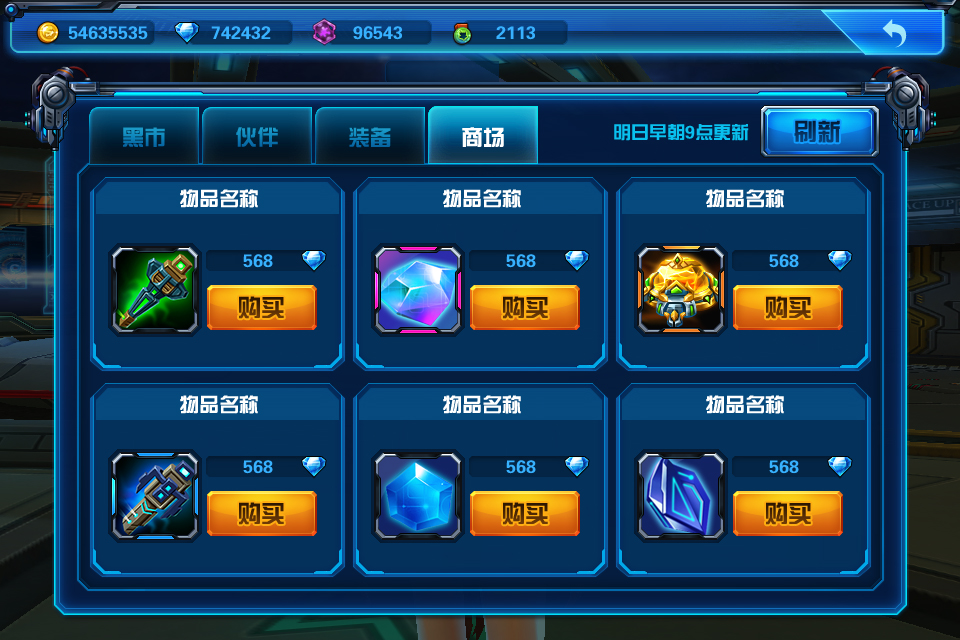 54635535 742432 96543 2113
黑市 伙伴 装备 商场 明日早朝9点更新 刷新
物品名称 物品名称 物品名称
568 568 568
购买 购买 购买
物品名称 物品名称 物品名称
568 568 568
购买 购买 购买